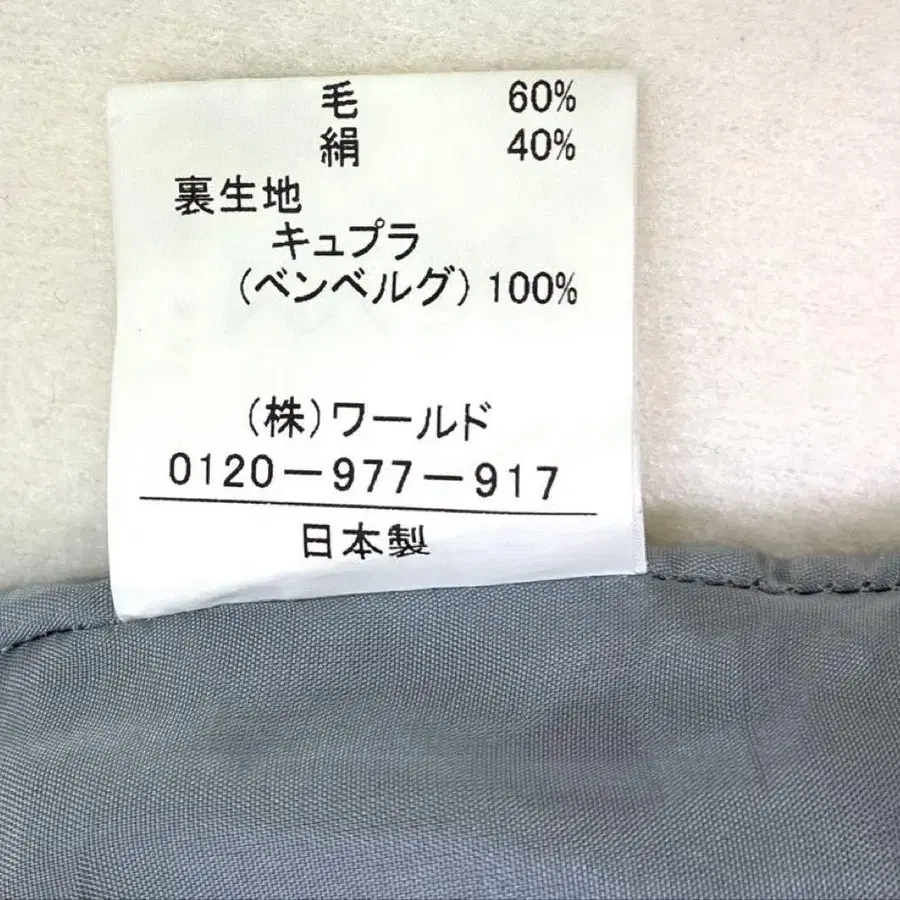 毛 60%
絹 40%
裏生地
キュプラ
(ベンベルグ) 100%
(株)ワールド
0120-977-917
日本製